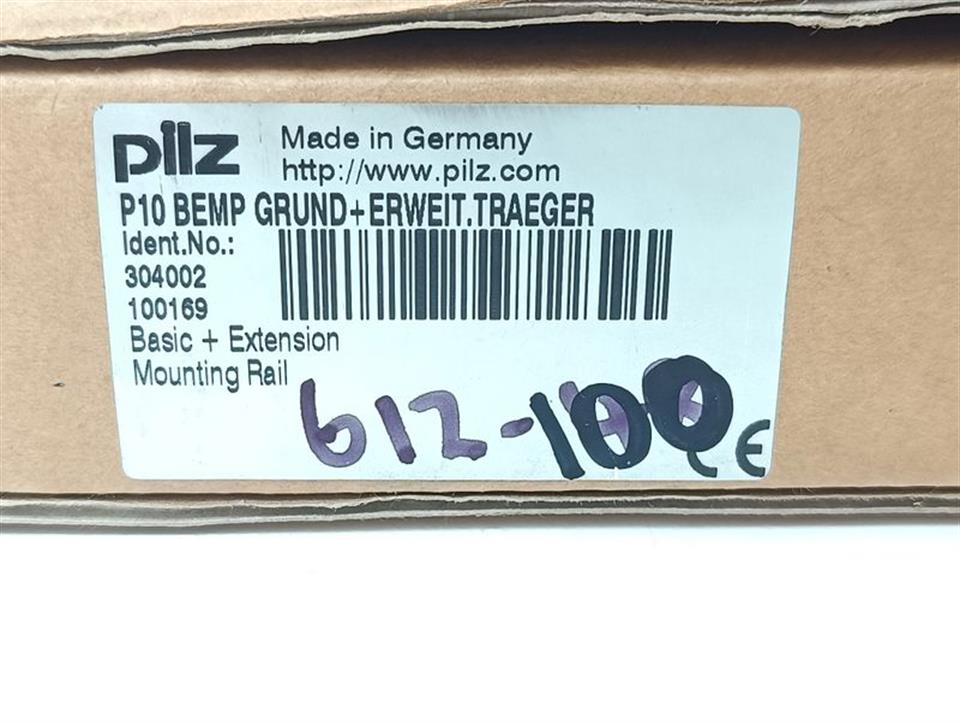 pilz
Made in Germany
http://www.pilz.com
P10 BEMP GRUND+ERWEIT.TRAEGER
Ident.No.:
304002
100169
Basic + Extension
Mounting Rail
612-100
CE